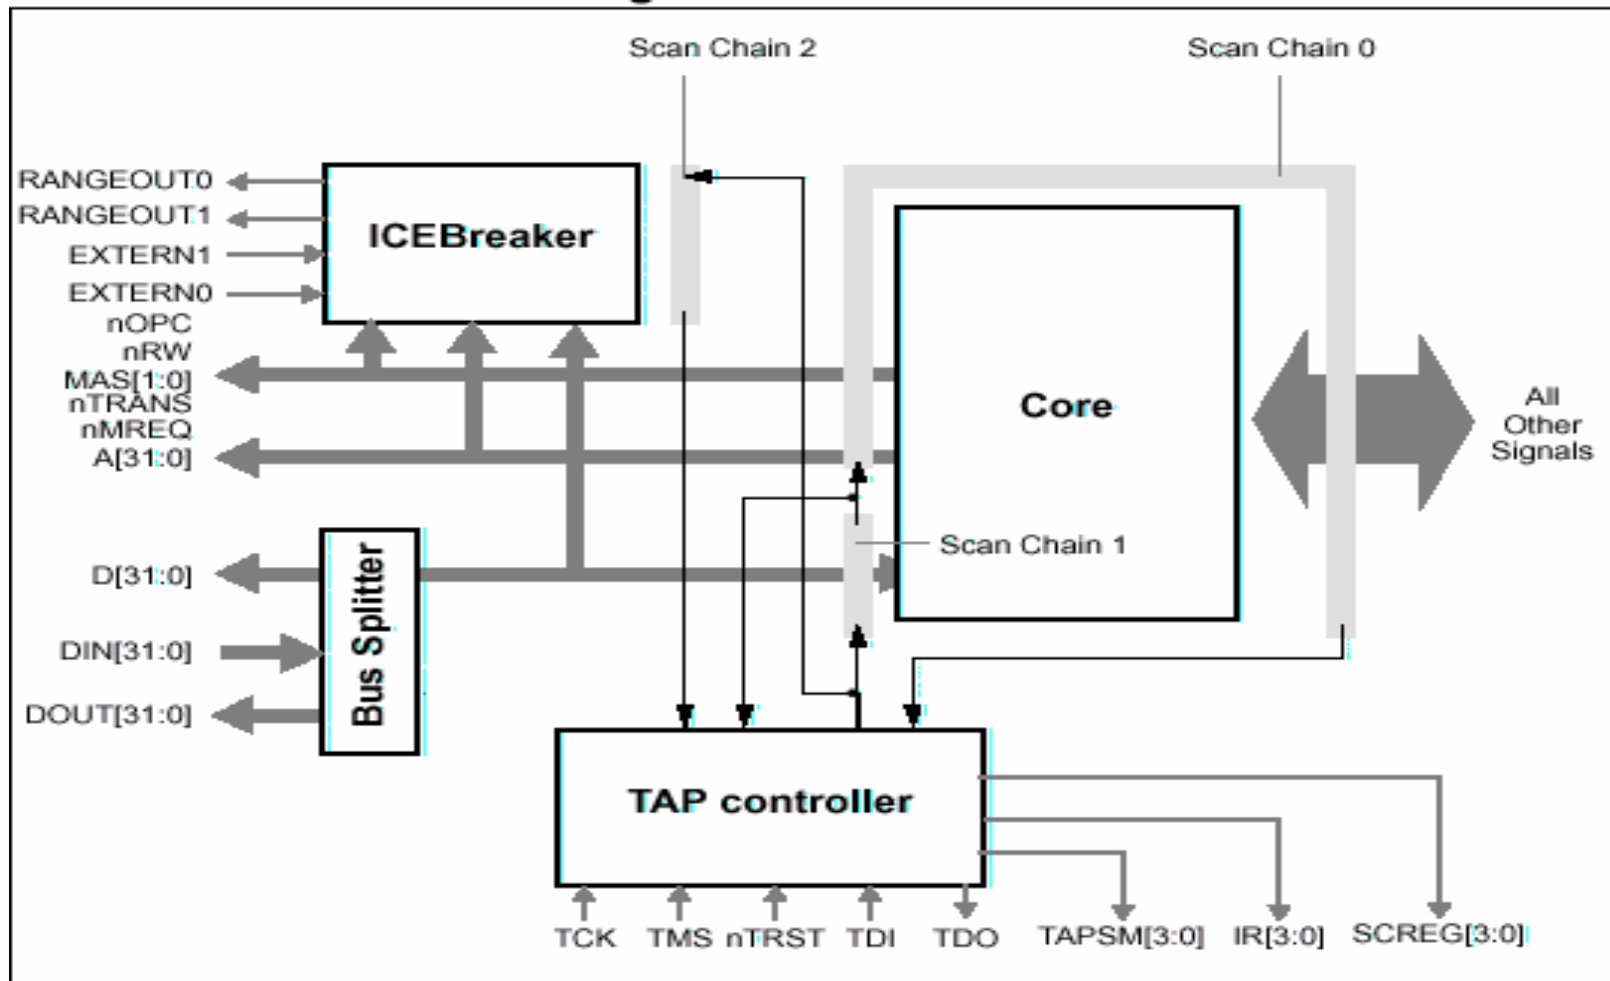 Scan Chain 2
Scan Chain 0
RANGEOUT0
RANGEOUT1
EXTERN1
EXTERN0
nOPC
nRW
MAS[1:0]
nTRANS
nMREQ
A[31:0]
D[31:0]
DIN[31:0]
DOUT[31:0]
ICEBreaker
Bus Splitter
Core
Scan Chain 1
All
Other
Signals
TAP controller
TCK
TMS
nTRST
TDI
TDO
TAPSM[3:0]
IR[3:0]
SCREG[3:0]